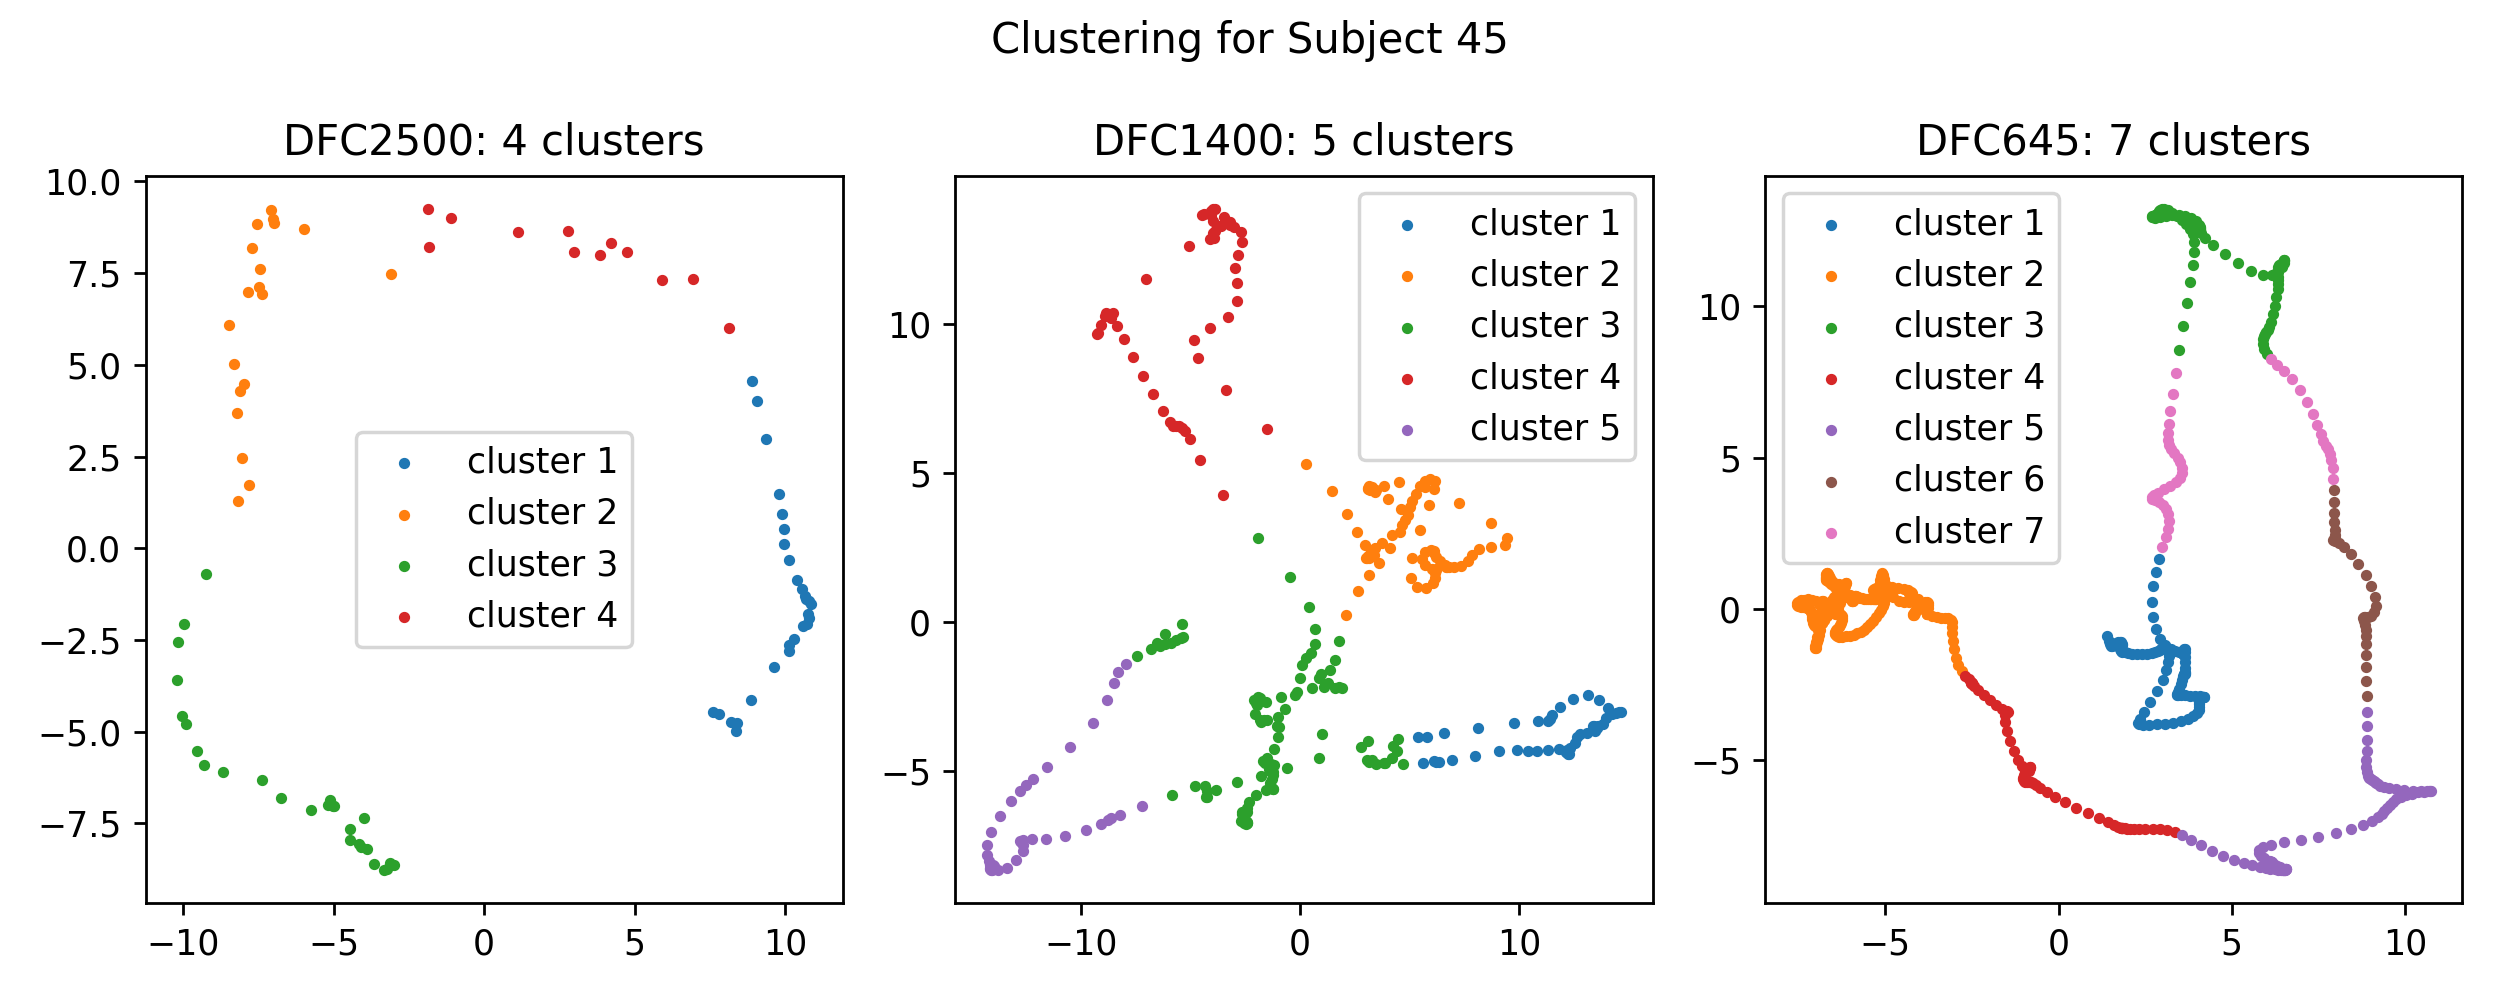 Clustering for Subject 45
DFC2500: 4 clusters
10.0
7.5
5.0
2.5
0.0
−2.5
−5.0
−7.5
−10
−5
0
5
10
cluster 1
cluster 2
cluster 3
cluster 4
DFC1400: 5 clusters
10
5
0
−5
−10
0
10
cluster 1
cluster 2
cluster 3
cluster 4
cluster 5
DFC645: 7 clusters
10
5
0
−5
−5
0
5
10
cluster 1
cluster 2
cluster 3
cluster 4
cluster 5
cluster 6
cluster 7